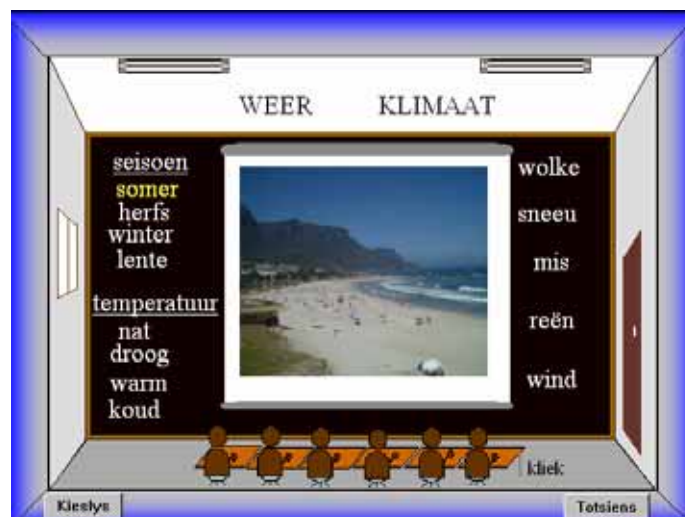 WEER KLIMAAT
seisoen
somer
herfs
winter
lente
temperatuur
nat
droog
warm
koud
wolke
sneeu
mis
reën
wind
kliek
Kieslys
Totsiens